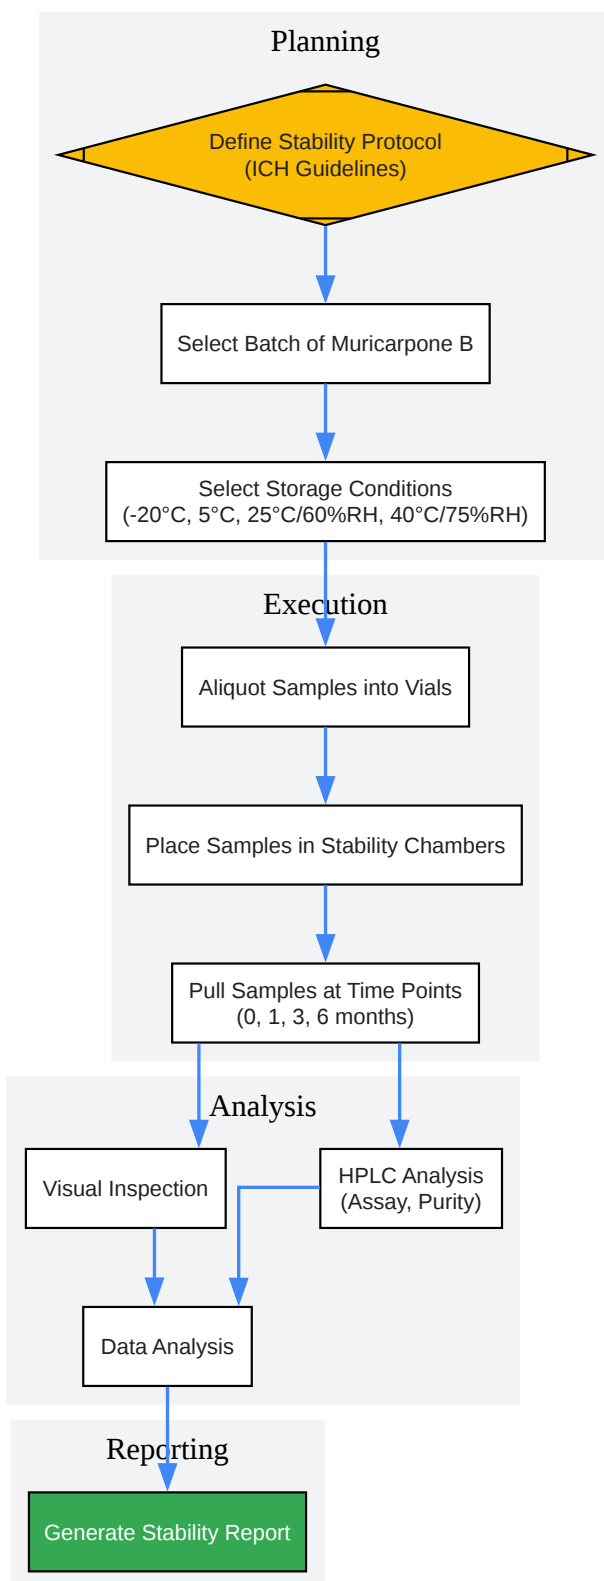 Planning
Define Stability Protocol
(ICH Guidelines)
Select Batch of Muricarpone B
Select Storage Conditions
(-20°C, 5°C, 25°C/60%RH, 40°C/75%RH)
Execution
Aliquot Samples into Vials
Place Samples in Stability Chambers
Pull Samples at Time Points
(0, 1, 3, 6 months)
Analysis
Visual Inspection
HPLC Analysis
(Assay, Purity)
Data Analysis
Reporting
Generate Stability Report